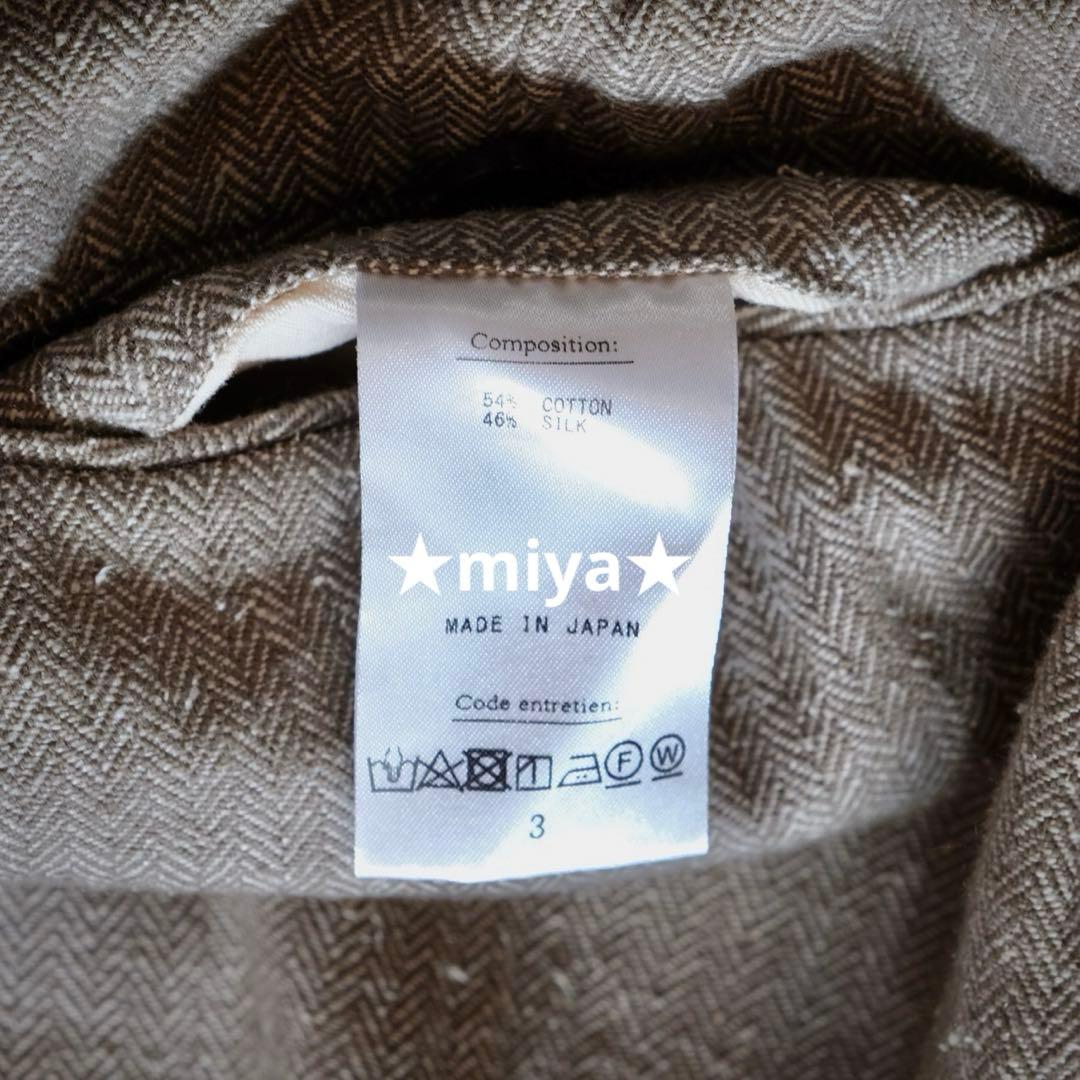 Composition:
54% COTTON
46% SILK
★miya★
MADE IN JAPAN
Code entretien:
F W
3